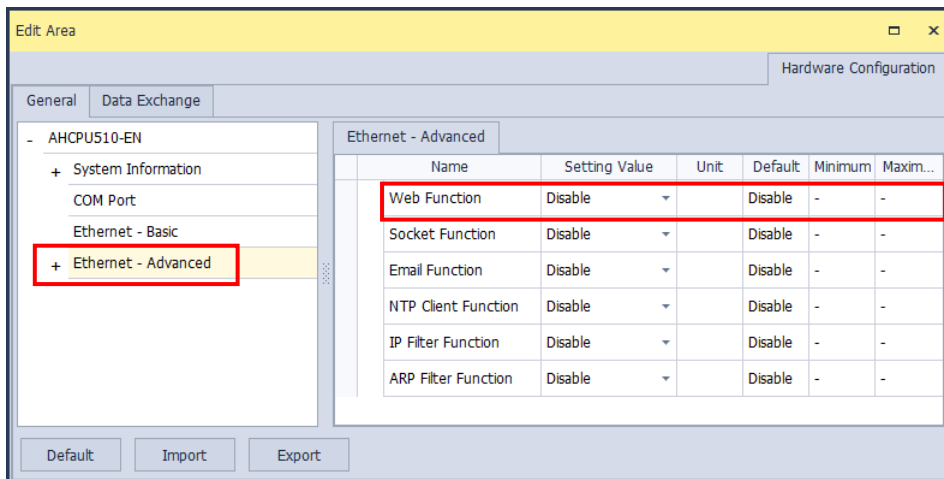 Edit Area
Hardware Configuration
General Data Exchange
- AHCPU510-EN
+ System Information
COM Port
Ethernet - Basic
+ Ethernet - Advanced
Ethernet - Advanced
Name Setting Value Unit Default Minimum Maxim...
Web Function Disable Disable - -
Socket Function Disable Disable - -
Email Function Disable Disable - -
NTP Client Function Disable Disable - -
IP Filter Function Disable Disable - -
ARP Filter Function Disable Disable - -
Default Import Export